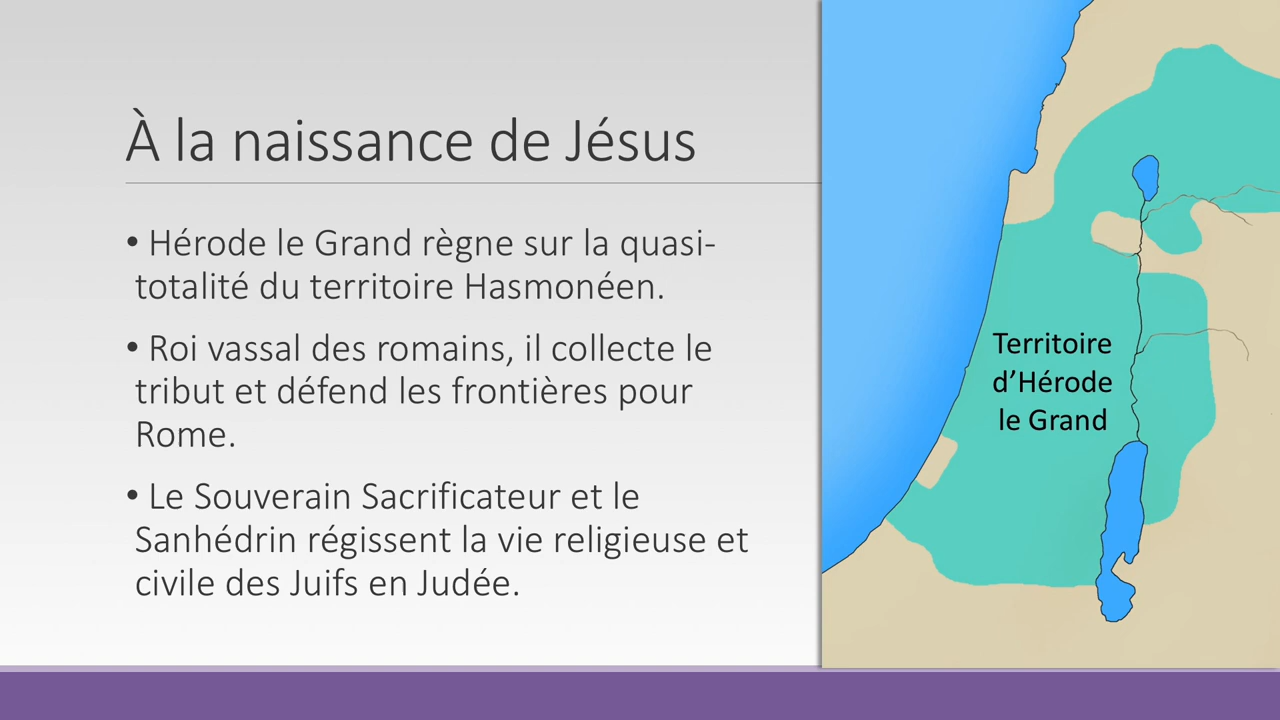 À la naissance de Jésus
• Hérode le Grand règne sur la quasi-
totalité du territoire Hasmonéen.
• Roi vassal des romains, il collecte le
tribut et défend les frontières pour
Rome.
• Le Souverain Sacrificateur et le
Sanhédrin régissent la vie religieuse et
civile des Juifs en Judée.
Territoire
d’Hérode
le Grand